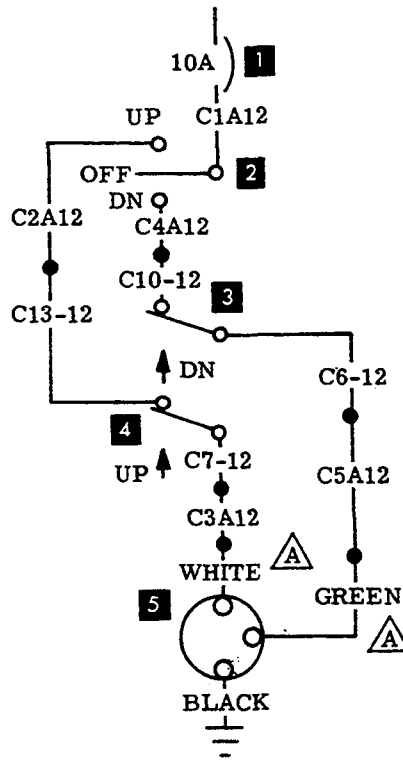 10A 1
UP C1A12
OFF 2
DN
C2A12 C4A12
C13-12 C10-12
3
DN
C6-12
4
UP C7-12
C5A12
C3A12
WHITE A
5 GREEN
A
BLACK